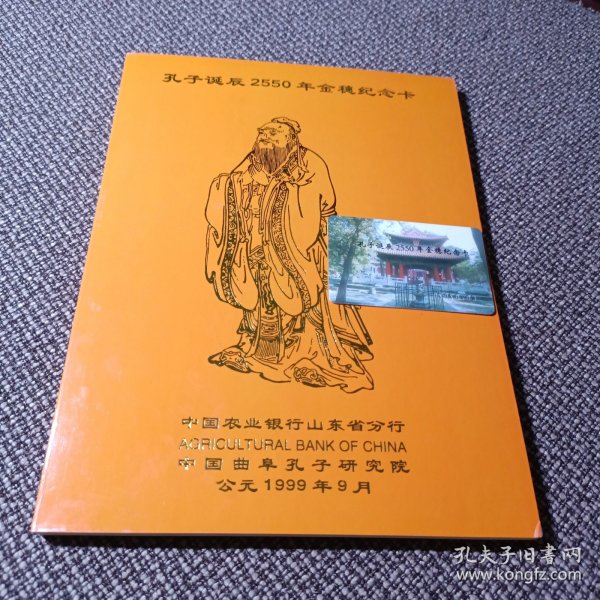 孔子诞辰2550年金穗纪念卡
孔子诞辰2550年金穗纪念卡
中国农业银行山东省分行
AGRICULTURAL BANK OF CHINA
中国曲阜孔子研究院
公元1999年9月
孔夫子旧書网
www.kongfz.com